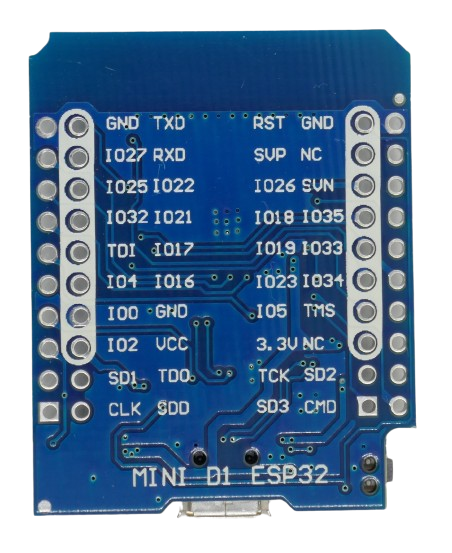 GND TXD RST GND
IO27 RXD SVP NC
IO25 IO22 IO26 SVN
IO32 IO21 IO18 IO35
TDI IO17 IO19 IO33
IO4 IO16 IO23 IO34
IO0 GND IO5 TMS
IO2 VCC 3.3V NC
SD1 TDO TCK SD2
CLK SDD SD3 CMD
MINI D1 ESP32